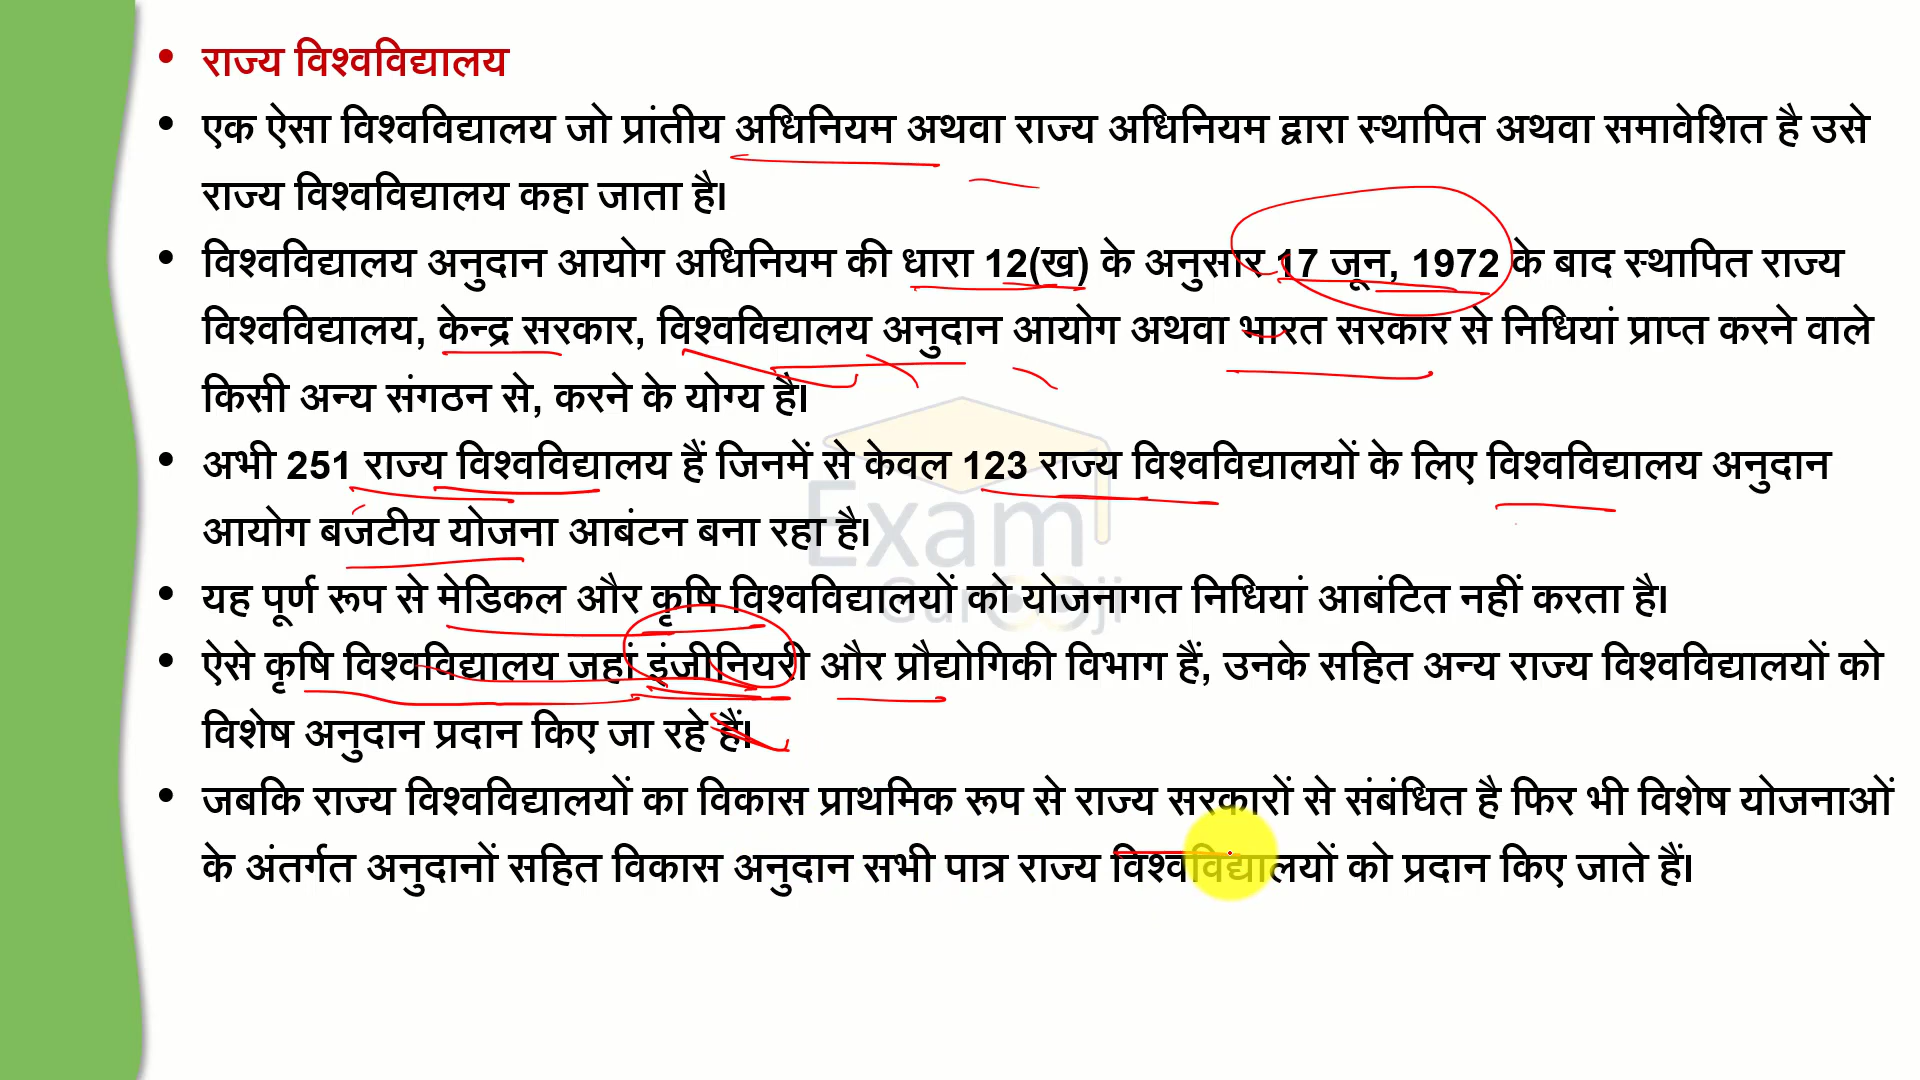 राज्य विश्वविद्यालय
एक ऐसा विश्वविद्यालय जो प्रांतीय अधिनियम अथवा राज्य अधिनियम द्वारा स्थापित अथवा समावेशित है उसे
राज्य विश्वविद्यालय कहा जाता है।
विश्वविद्यालय अनुदान आयोग अधिनियम की धारा 12(ख) के अनुसार 17 जून, 1972 के बाद स्थापित राज्य
विश्वविद्यालय, केन्द्र सरकार, विश्वविद्यालय अनुदान आयोग अथवा भारत सरकार से निधियां प्राप्त करने वाले
किसी अन्य संगठन से, करने के योग्य है।
अभी 251 राज्य विश्वविद्यालय हैं जिनमें से केवल 123 राज्य विश्वविद्यालयों के लिए विश्वविद्यालय अनुदान
आयोग बजटीय योजना आबंटन बना रहा है।
Exam
Guruji
यह पूर्ण रूप से मेडिकल और कृषि विश्वविद्यालयों को योजनागत निधियां आबंटित नहीं करता है।
ऐसे कृषि विश्वविद्यालय जहां इंजीनियरी और प्रौद्योगिकी विभाग हैं, उनके सहित अन्य राज्य विश्वविद्यालयों को
विशेष अनुदान प्रदान किए जा रहे हैं।
जबकि राज्य विश्वविद्यालयों का विकास प्राथमिक रूप से राज्य सरकारों से संबंधित है फिर भी विशेष योजनाओं
के अंतर्गत अनुदानों सहित विकास अनुदान सभी पात्र राज्य विश्वविद्यालयों को प्रदान किए जाते हैं।